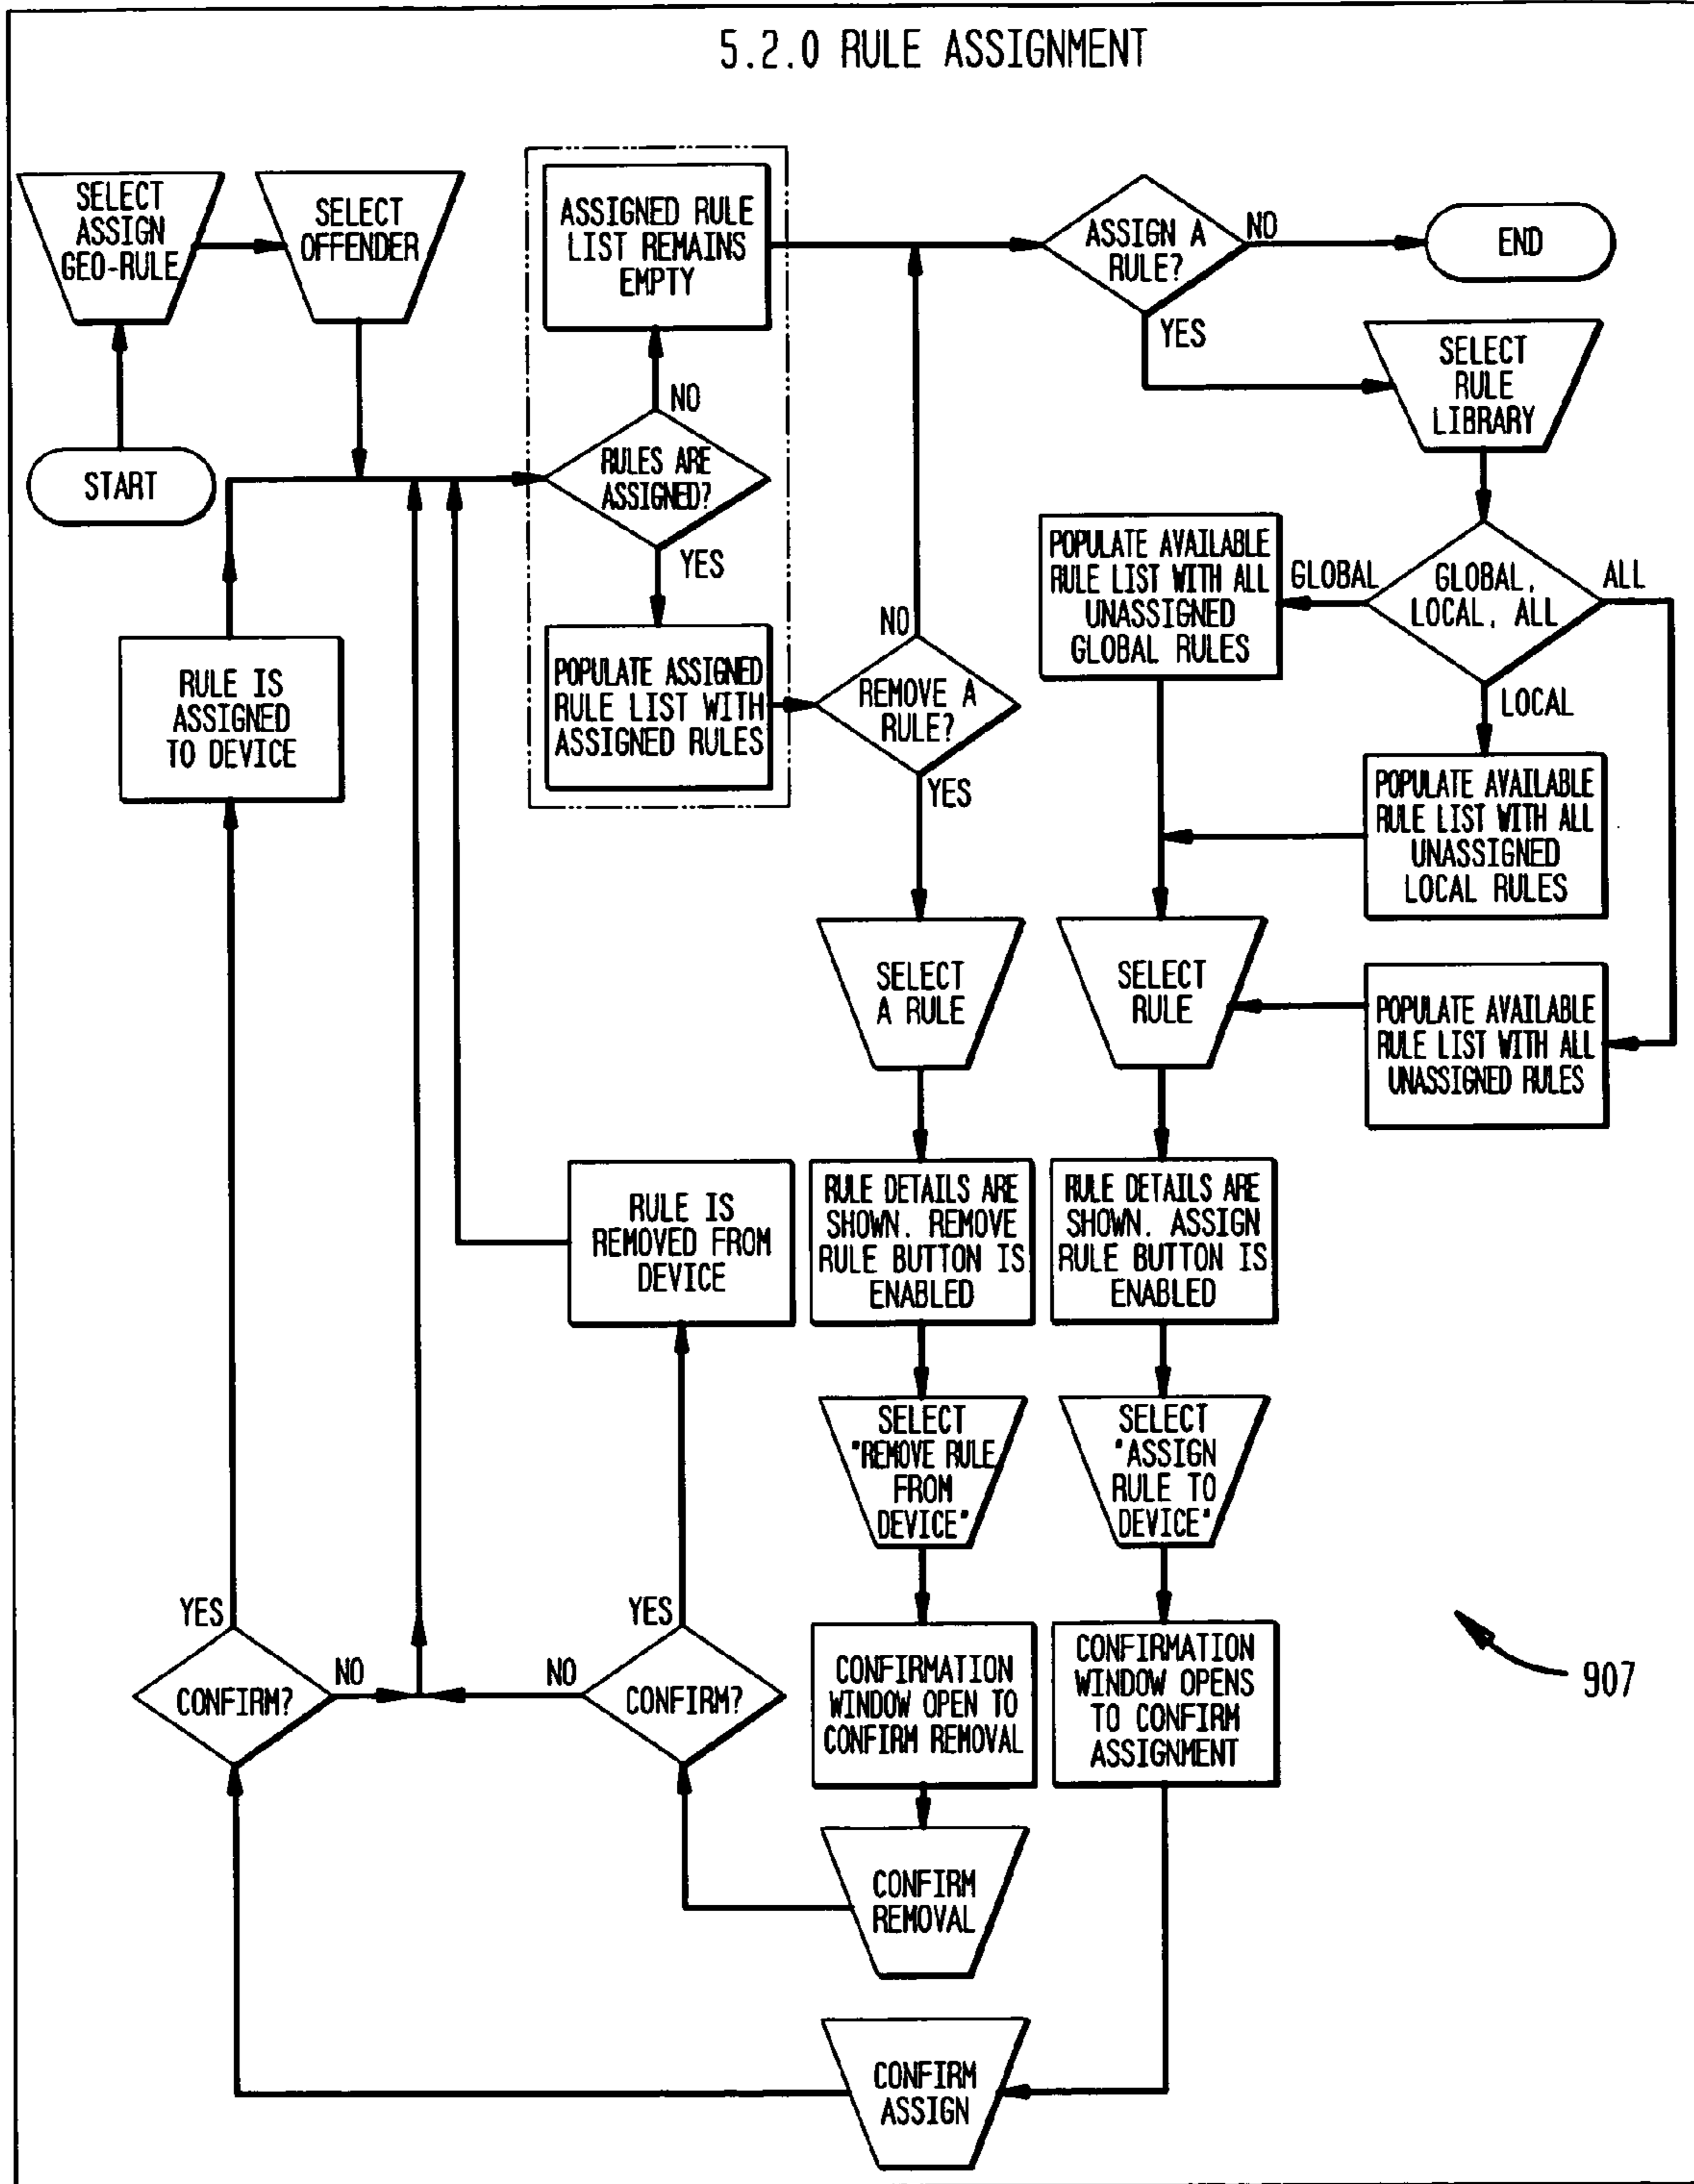 5.2.0 RULE ASSIGNMENT
SELECT
ASSIGN
GEO-RULE
SELECT
OFFENDER
ASSIGNED RULE
LIST REMAINS
EMPTY
ASSIGN A
RULE?
NO
END
YES
SELECT
RULE
LIBRARY
START
NO
RULES ARE
ASSIGNED?
YES
POPULATE AVAILABLE
RULE LIST WITH ALL
UNASSIGNED
GLOBAL RULES
GLOBAL
GLOBAL,
LOCAL, ALL
ALL
LOCAL
RULE IS
ASSIGNED
TO DEVICE
POPULATE ASSIGNED
RULE LIST WITH
ASSIGNED RULES
NO
REMOVE A
RULE?
YES
POPULATE AVAILABLE
RULE LIST WITH ALL
UNASSIGNED
LOCAL RULES
SELECT
A RULE
SELECT
RULE
POPULATE AVAILABLE
RULE LIST WITH ALL
UNASSIGNED RULES
RULE IS
REMOVED FROM
DEVICE
RULE DETAILS ARE
SHOWN. REMOVE
RULE BUTTON IS
ENABLED
RULE DETAILS ARE
SHOWN. ASSIGN
RULE BUTTON IS
ENABLED
SELECT
"REMOVE RULE
FROM
DEVICE"
SELECT
"ASSIGN
RULE TO
DEVICE"
YES
CONFIRM?
NO
NO
YES
CONFIRM?
CONFIRMATION
WINDOW OPEN TO
CONFIRM REMOVAL
CONFIRMATION
WINDOW OPENS
TO CONFIRM
ASSIGNMENT
907
CONFIRM
REMOVAL
CONFIRM
ASSIGN